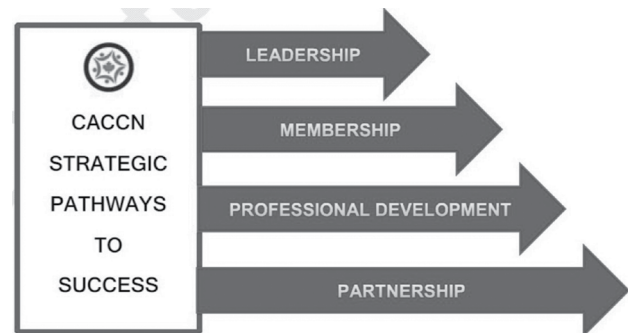 CACCN
STRATEGIC
PATHWAYS
TO
SUCCESS
LEADERSHIP
MEMBERSHIP
PROFESSIONAL DEVELOPMENT
PARTNERSHIP